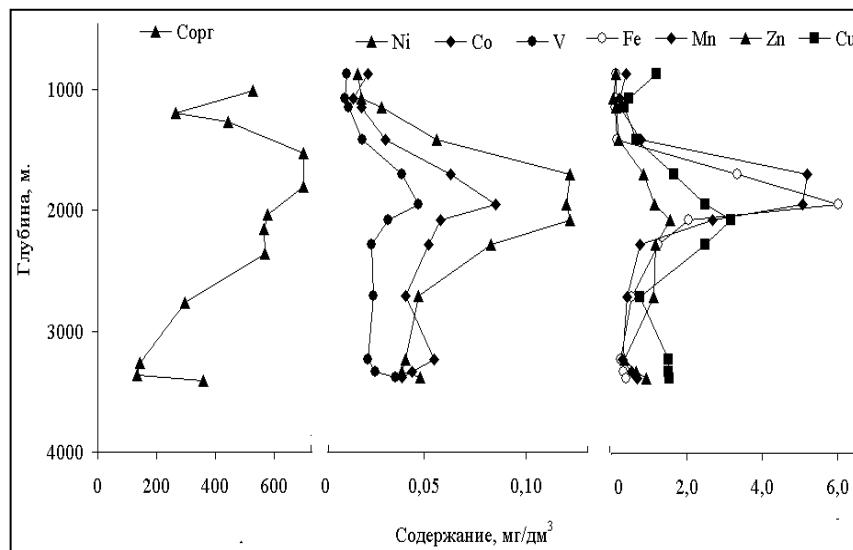 Сорг Ni Co V Fe Mn Zn Cu
Глубина, м.
1000
2000
3000
4000
0 200 400 600 0 0,05 0,10 0 2,0 4,0 6,0
Содержание, мг/дм³